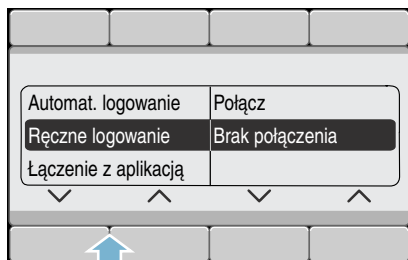 Automat. logowanie Połącz
Ręczne logowanie Brak połączenia
Łączenie z aplikacją